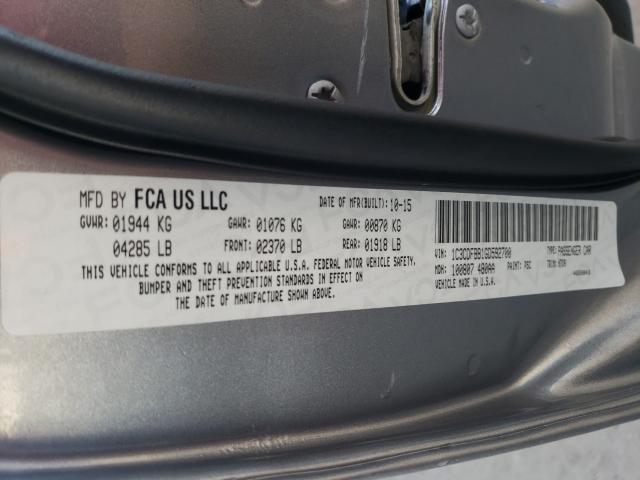 MFD BY FCA US LLC DATE OF MFR(BUILT): 10-15
GVWR: 01944 KG GAWR: 01076 KG GAWR: 00870 KG
04285 LB FRONT: 02370 LB REAR: 01918 LB
THIS VEHICLE CONFORMS TO ALL APPLICABLE U.S.A. FEDERAL MOTOR VEHICLE SAFETY,
BUMPER AND THEFT PREVENTION STANDARDS IN EFFECT ON
THE DATE OF MANUFACTURE SHOWN ABOVE.
VIN: 1C3CDFBB1GD592700 TYPE: PASSENGER CAR
MDH: 100807 480AA PAINT: PSC TRIM:
VEHICLE MADE IN U.S.A.